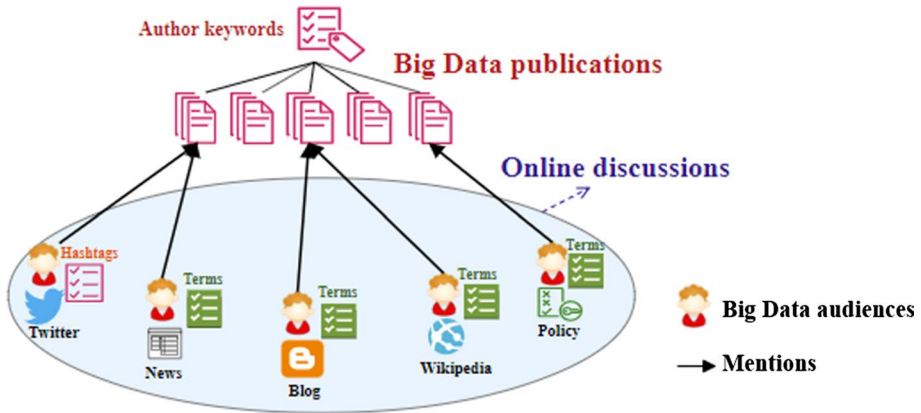 Author keywords
Big Data publications
Online discussions
Hashtags
Twitter
Terms
News
Terms
Blog
Terms
Wikipedia
Terms
Policy
Big Data audiences
Mentions